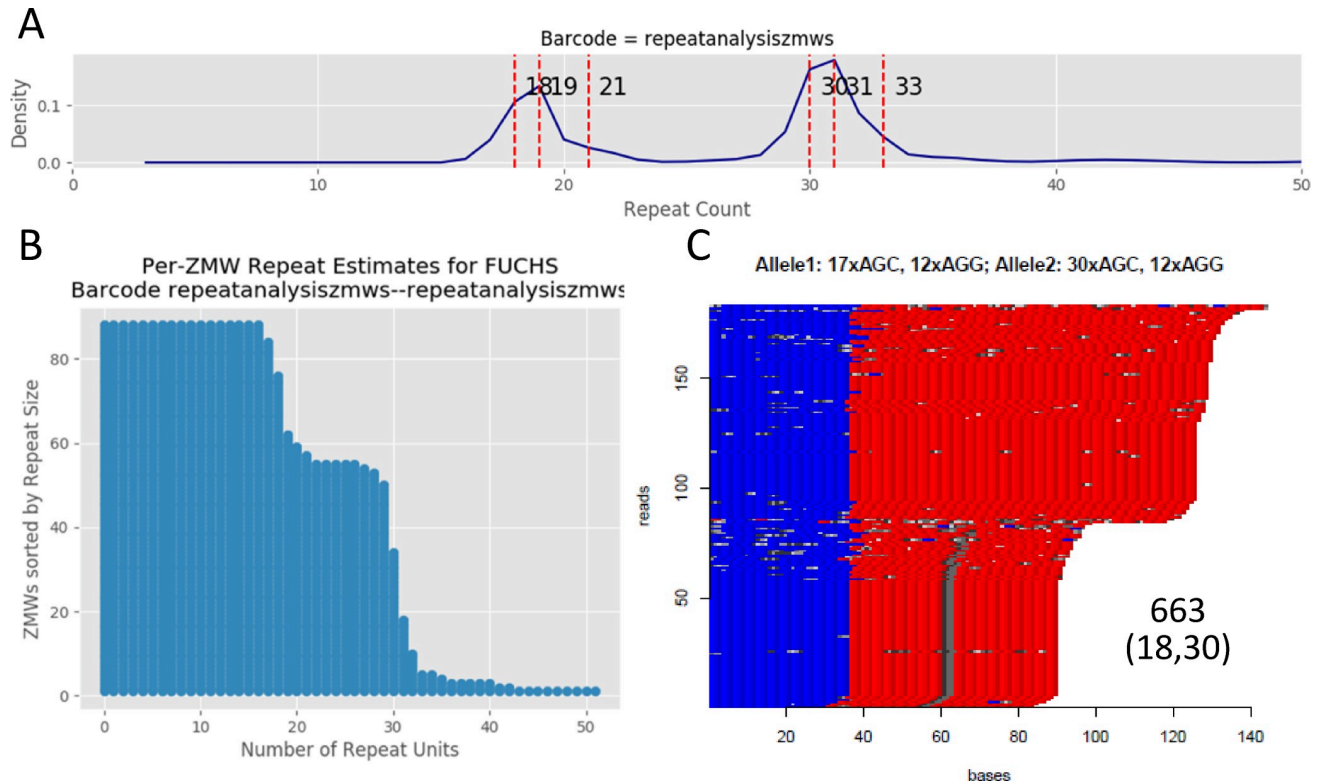 A
Barcode = repeatanalysiszmws
Density
0.1
0.0
18 19 21 30 31 33
0 10 20 30 40 50
Repeat Count
B
Per-ZMW Repeat Estimates for FUCHS
Barcode repeatanalysiszmws--repeatanalysiszmws
ZMWs sorted by Repeat Size
80
60
40
20
0
0 10 20 30 40 50
Number of Repeat Units
C
Allele1: 17xAGC, 12xAGG; Allele2: 30xAGC, 12xAGG
reads
150
100
50
663
(18,30)
20 40 60 80 100 120 140
bases